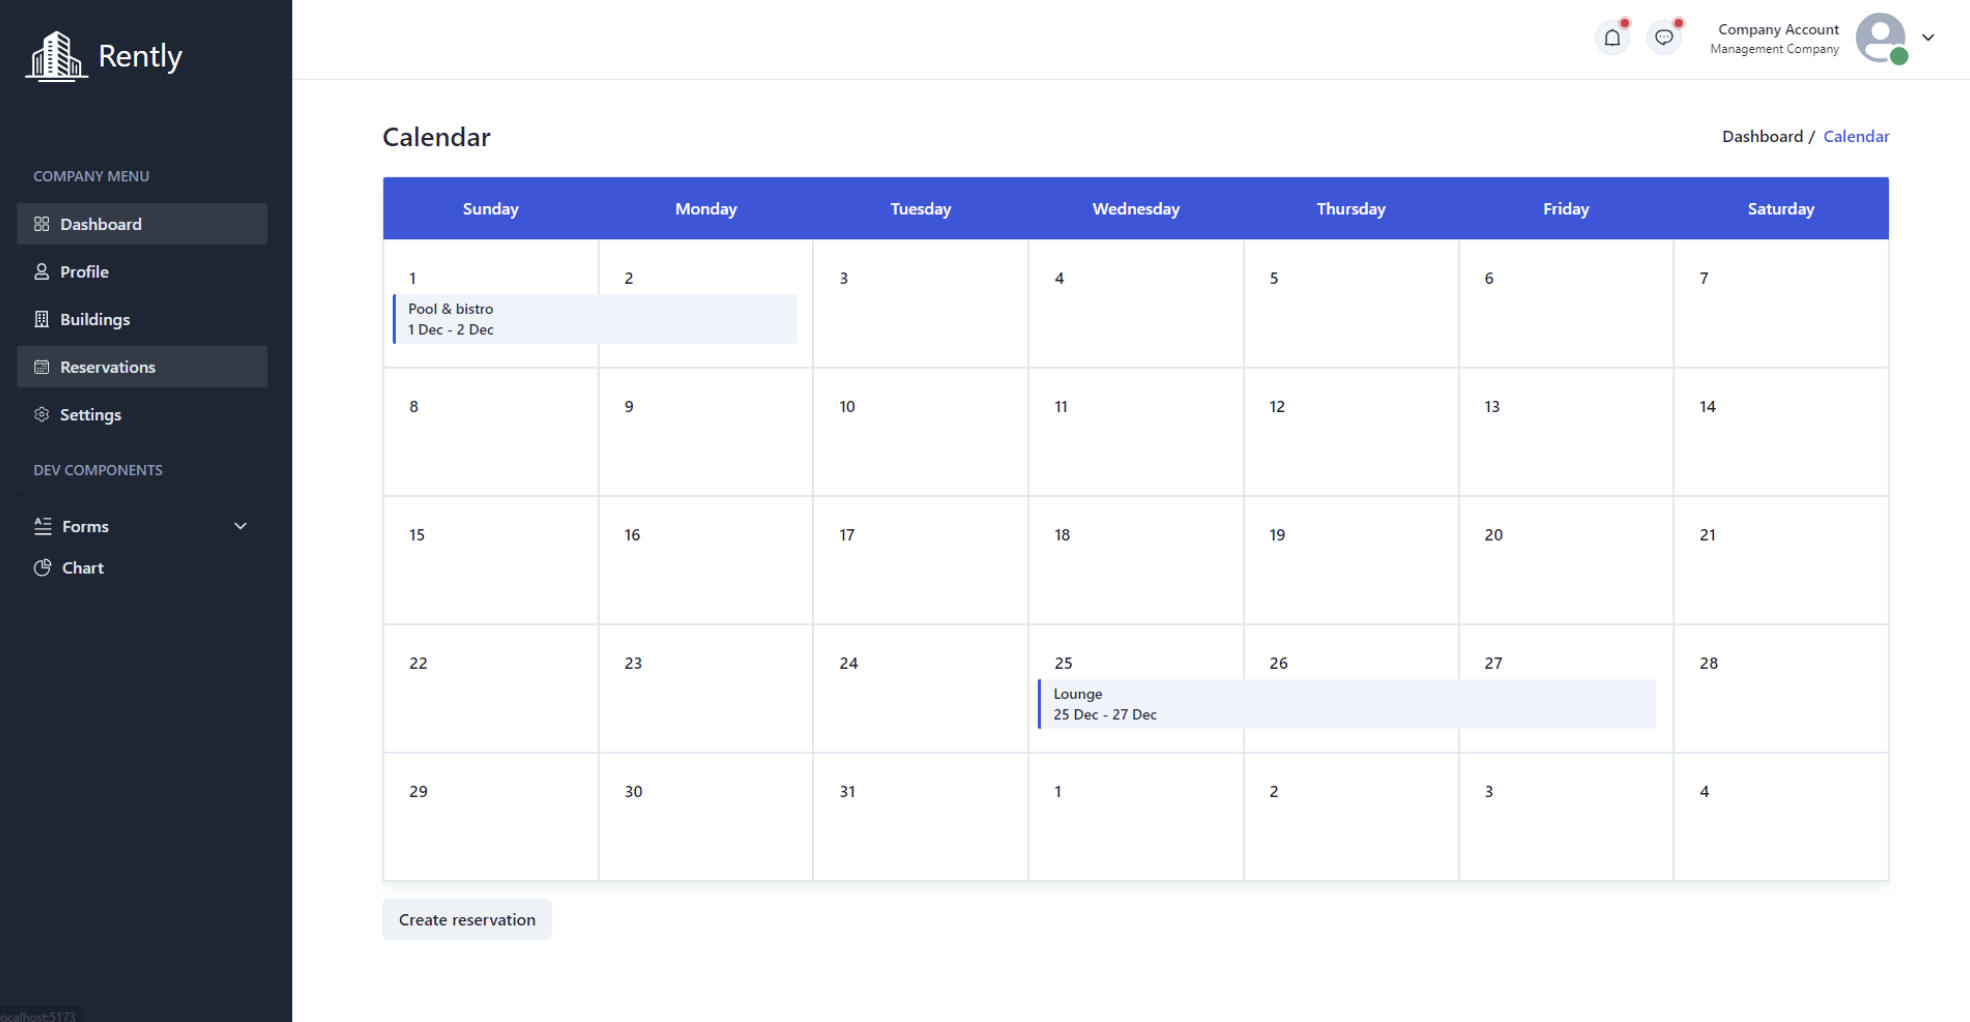 Rently
COMPANY MENU
Dashboard
Profile
Buildings
Reservations
Settings
DEV COMPONENTS
Forms
Chart
ocalhost:5173
Company Account
Management Company
Calendar
Dashboard / Calendar
Sunday Monday Tuesday Wednesday Thursday Friday Saturday
1 2 3 4 5 6 7
Pool & bistro
1 Dec - 2 Dec
8 9 10 11 12 13 14
15 16 17 18 19 20 21
22 23 24 25 26 27 28
Lounge
25 Dec - 27 Dec
29 30 31 1 2 3 4
Create reservation